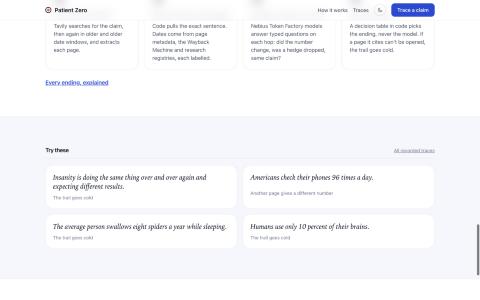 Patient Zero
How it works
Traces
Trace a claim
Tavily searches for the claim,
then again in older and older
date windows, and extracts
each page.
Code pulls the exact sentence.
Dates come from page
metadata, the Wayback
Machine and research
registries, each labelled.
Nebius Token Factory models
answer typed questions on
each hop: did the number
change, was a hedge dropped,
same claim?
A decision table in code picks
the ending, never the model. If
a page it cites can't be opened,
the trail goes cold.
Every ending, explained
Try these
All recorded traces
Insanity is doing the same thing over and over again and
expecting different results.
The trail goes cold
Americans check their phones 96 times a day.
Another page gives a different number
The average person swallows eight spiders a year while sleeping.
The trail goes cold
Humans use only 10 percent of their brains.
The trail goes cold